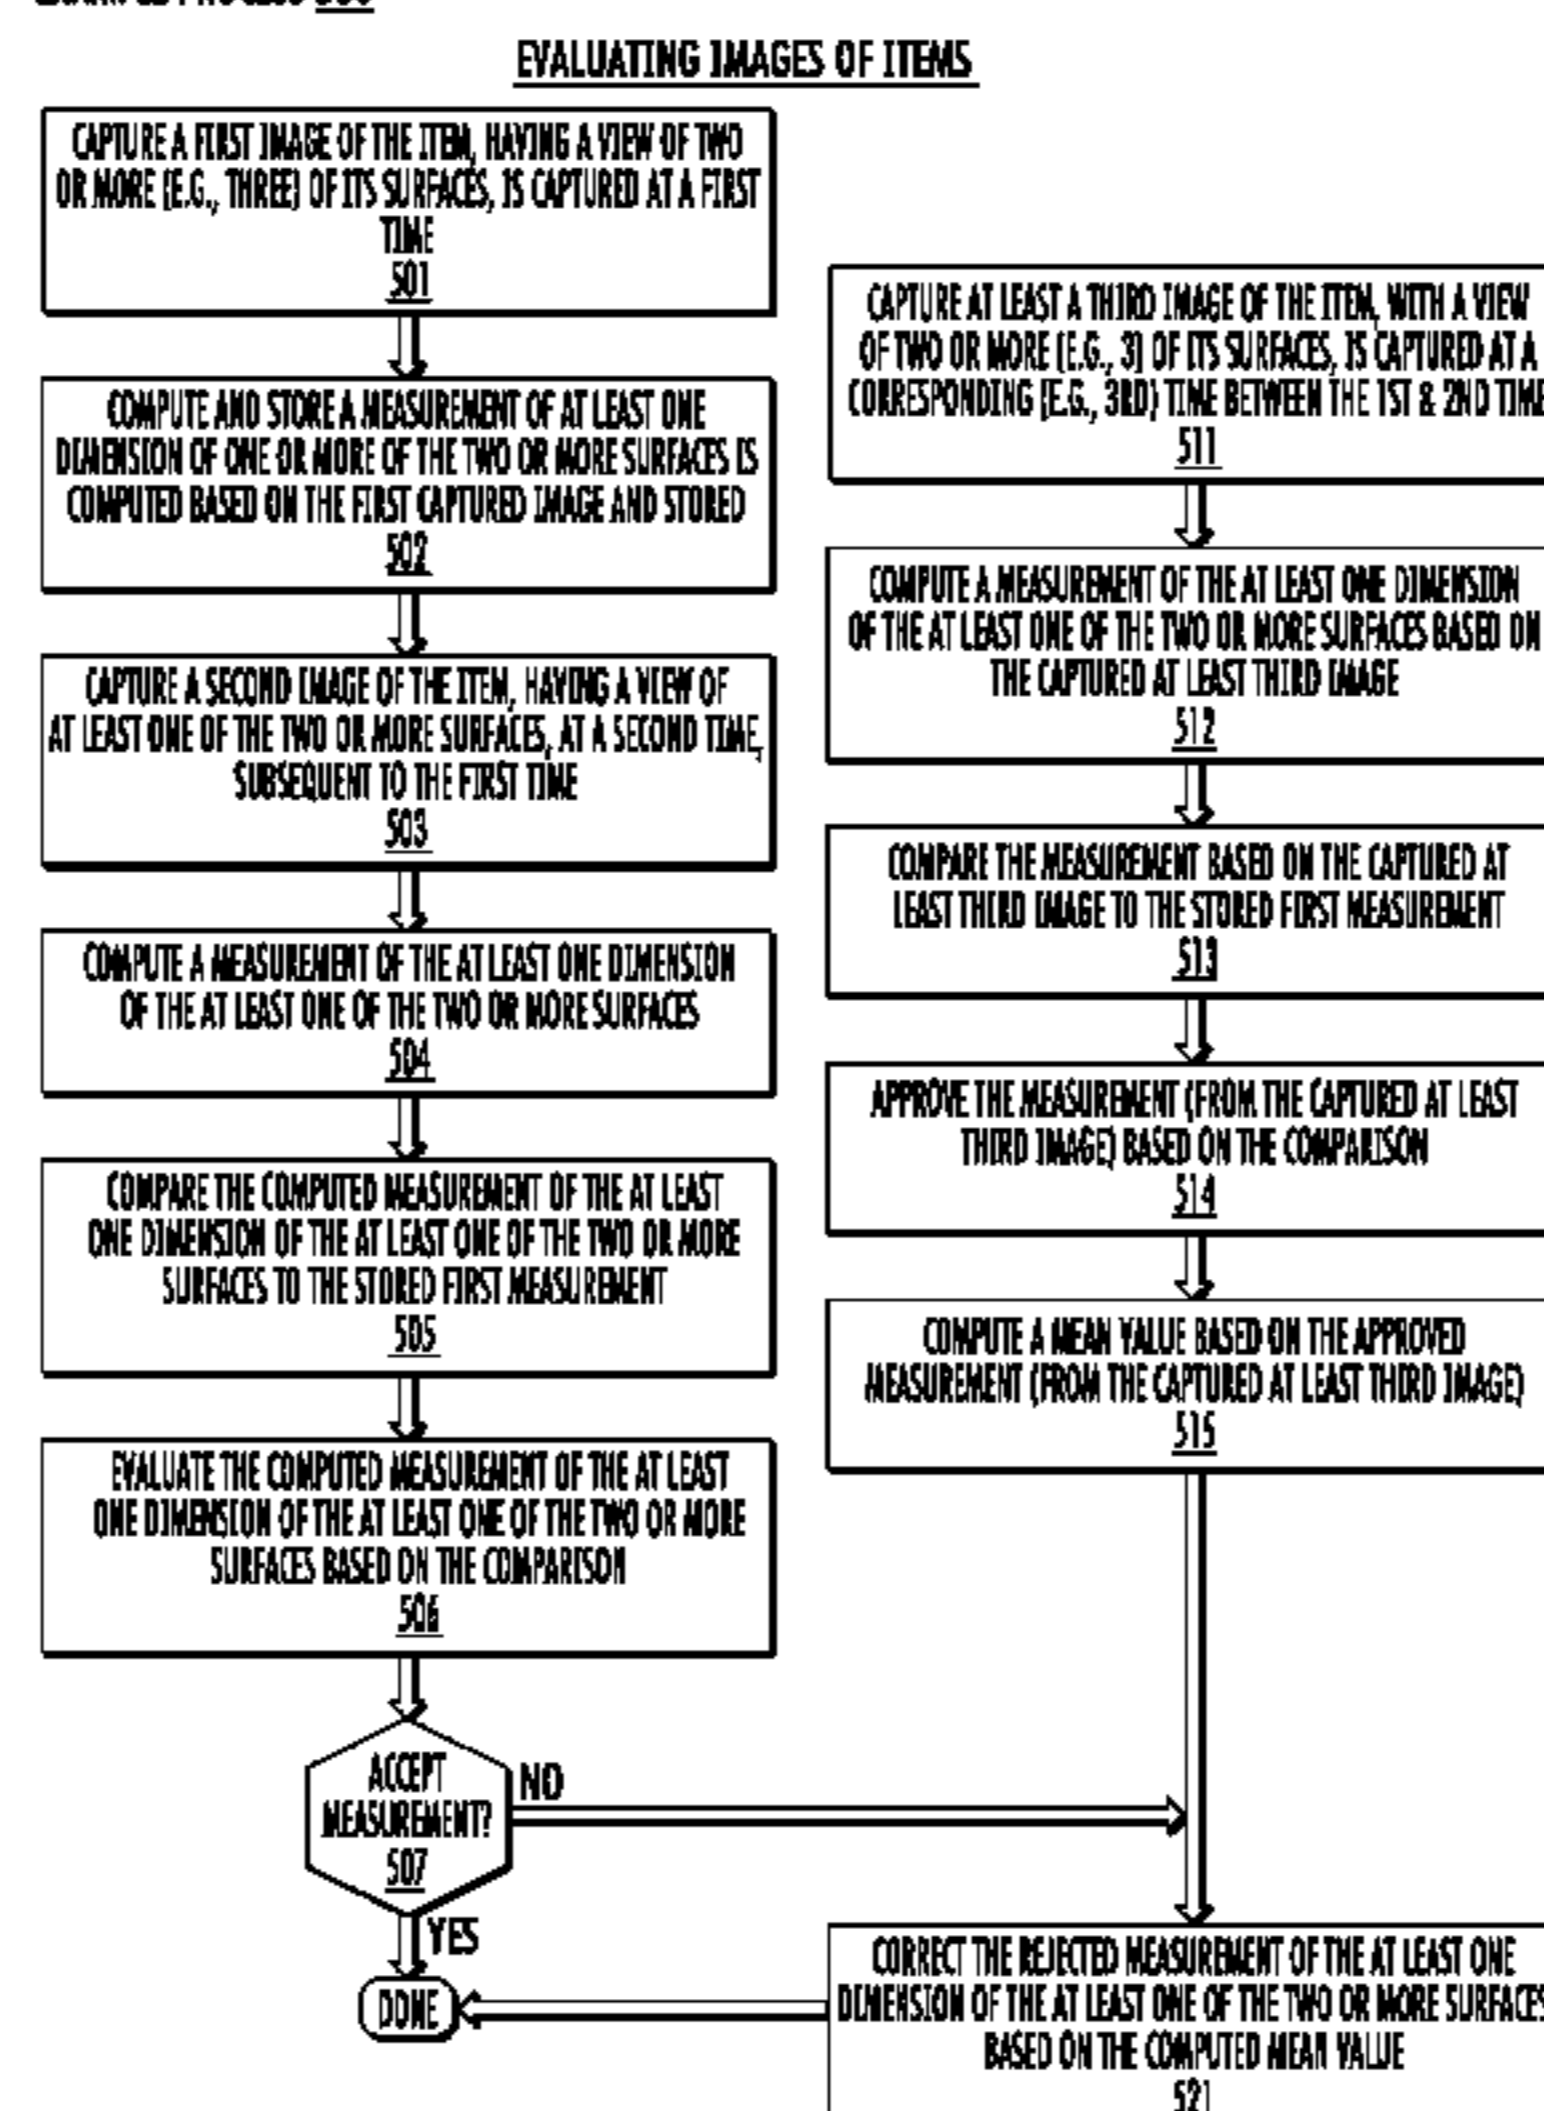 EVALUATING IMAGES OF ITEMS
CAPTURE A FIRST IMAGE OF THE ITEM, HAVING A VIEW OF TWO
OR MORE (E.G., THREE) OF ITS SURFACES, IS CAPTURED AT A FIRST
TIME
501
COMPUTE AND STORE A MEASUREMENT OF AT LEAST ONE
DIMENSION OF ONE OR MORE OF THE TWO OR MORE SURFACES IS
COMPUTED BASED ON THE FIRST CAPTURED IMAGE AND STORED
502
CAPTURE A SECOND IMAGE OF THE ITEM, HAVING A VIEW OF
AT LEAST ONE OF THE TWO OR MORE SURFACES, AT A SECOND TIME,
SUBSEQUENT TO THE FIRST TIME
503
COMPUTE A MEASUREMENT OF THE AT LEAST ONE DIMENSION
OF THE AT LEAST ONE OF THE TWO OR MORE SURFACES
504
COMPARE THE COMPUTED MEASUREMENT OF THE AT LEAST
ONE DIMENSION OF THE AT LEAST ONE OF THE TWO OR MORE
SURFACES TO THE STORED FIRST MEASUREMENT
505
EVALUATE THE COMPUTED MEASUREMENT OF THE AT LEAST
ONE DIMENSION OF THE AT LEAST ONE OF THE TWO OR MORE
SURFACES BASED ON THE COMPARISON
506
ACCEPT
MEASUREMENT?
507
NO
YES
DONE
CAPTURE AT LEAST A THIRD IMAGE OF THE ITEM, WITH A VIEW
OF TWO OR MORE (E.G., 3) OF ITS SURFACES, IS CAPTURED AT A
CORRESPONDING (E.G., 3RD) TIME BETWEEN THE 1ST & 2ND TIME
511
COMPUTE A MEASUREMENT OF THE AT LEAST ONE DIMENSION
OF THE AT LEAST ONE OF THE TWO OR MORE SURFACES BASED ON
THE CAPTURED AT LEAST THIRD IMAGE
512
COMPARE THE MEASUREMENT BASED ON THE CAPTURED AT
LEAST THIRD IMAGE TO THE STORED FIRST MEASUREMENT
513
APPROVE THE MEASUREMENT (FROM THE CAPTURED AT LEAST
THIRD IMAGE) BASED ON THE COMPARISON
514
COMPUTE A MEAN VALUE BASED ON THE APPROVED
MEASUREMENT (FROM THE CAPTURED AT LEAST THIRD IMAGE)
515
CORRECT THE REJECTED MEASUREMENT OF THE AT LEAST ONE
DIMENSION OF THE AT LEAST ONE OF THE TWO OR MORE SURFACES
BASED ON THE COMPUTED MEAN VALUE
521